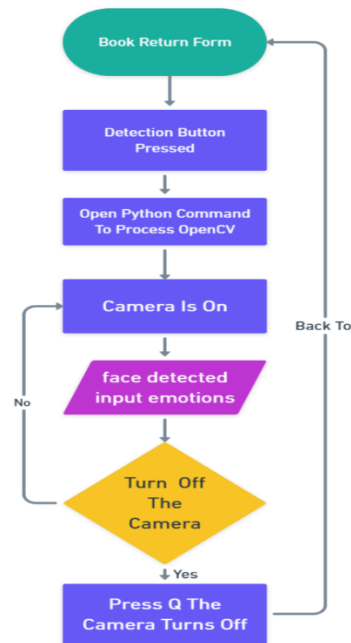 Book Return Form
Detection Button
Pressed
Open Python Command
To Process OpenCV
Camera Is On
Back To
face detected
input emotions
No
Turn Off
The
Camera
Yes
Press Q The
Camera Turns Off